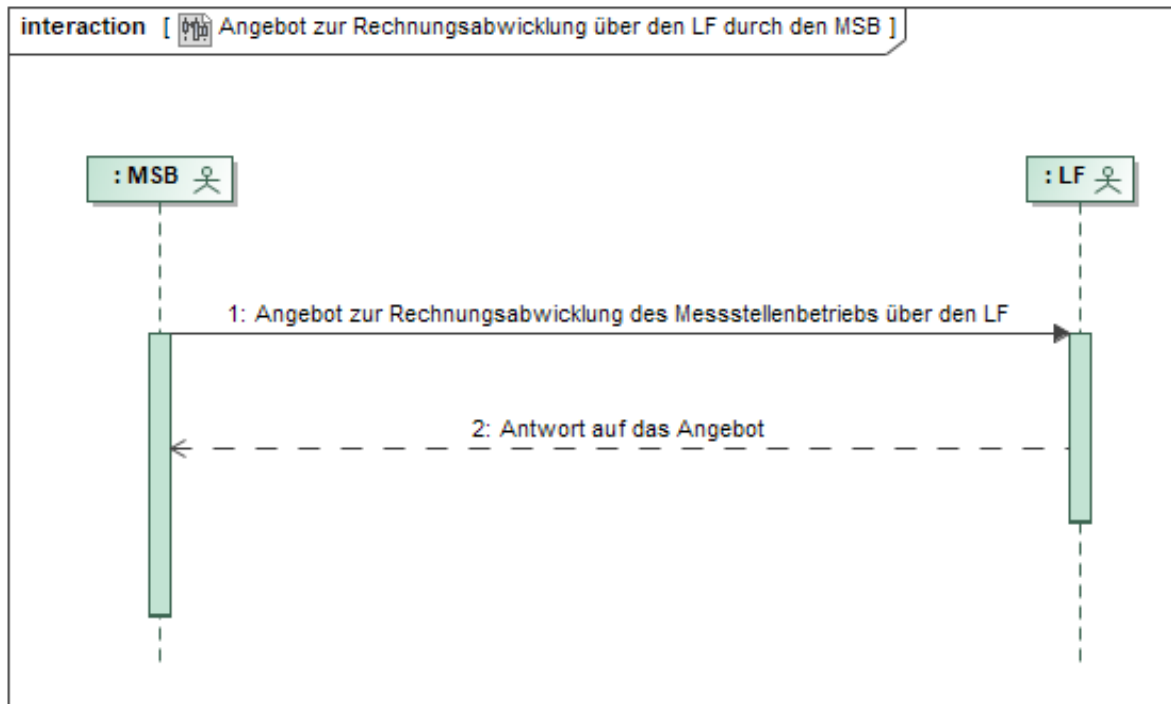 interaction [ Angebot zur Rechnungsabwicklung über den LF durch den MSB ]
: MSB
: LF
1: Angebot zur Rechnungsabwicklung des Messstellenbetriebs über den LF
2: Antwort auf das Angebot